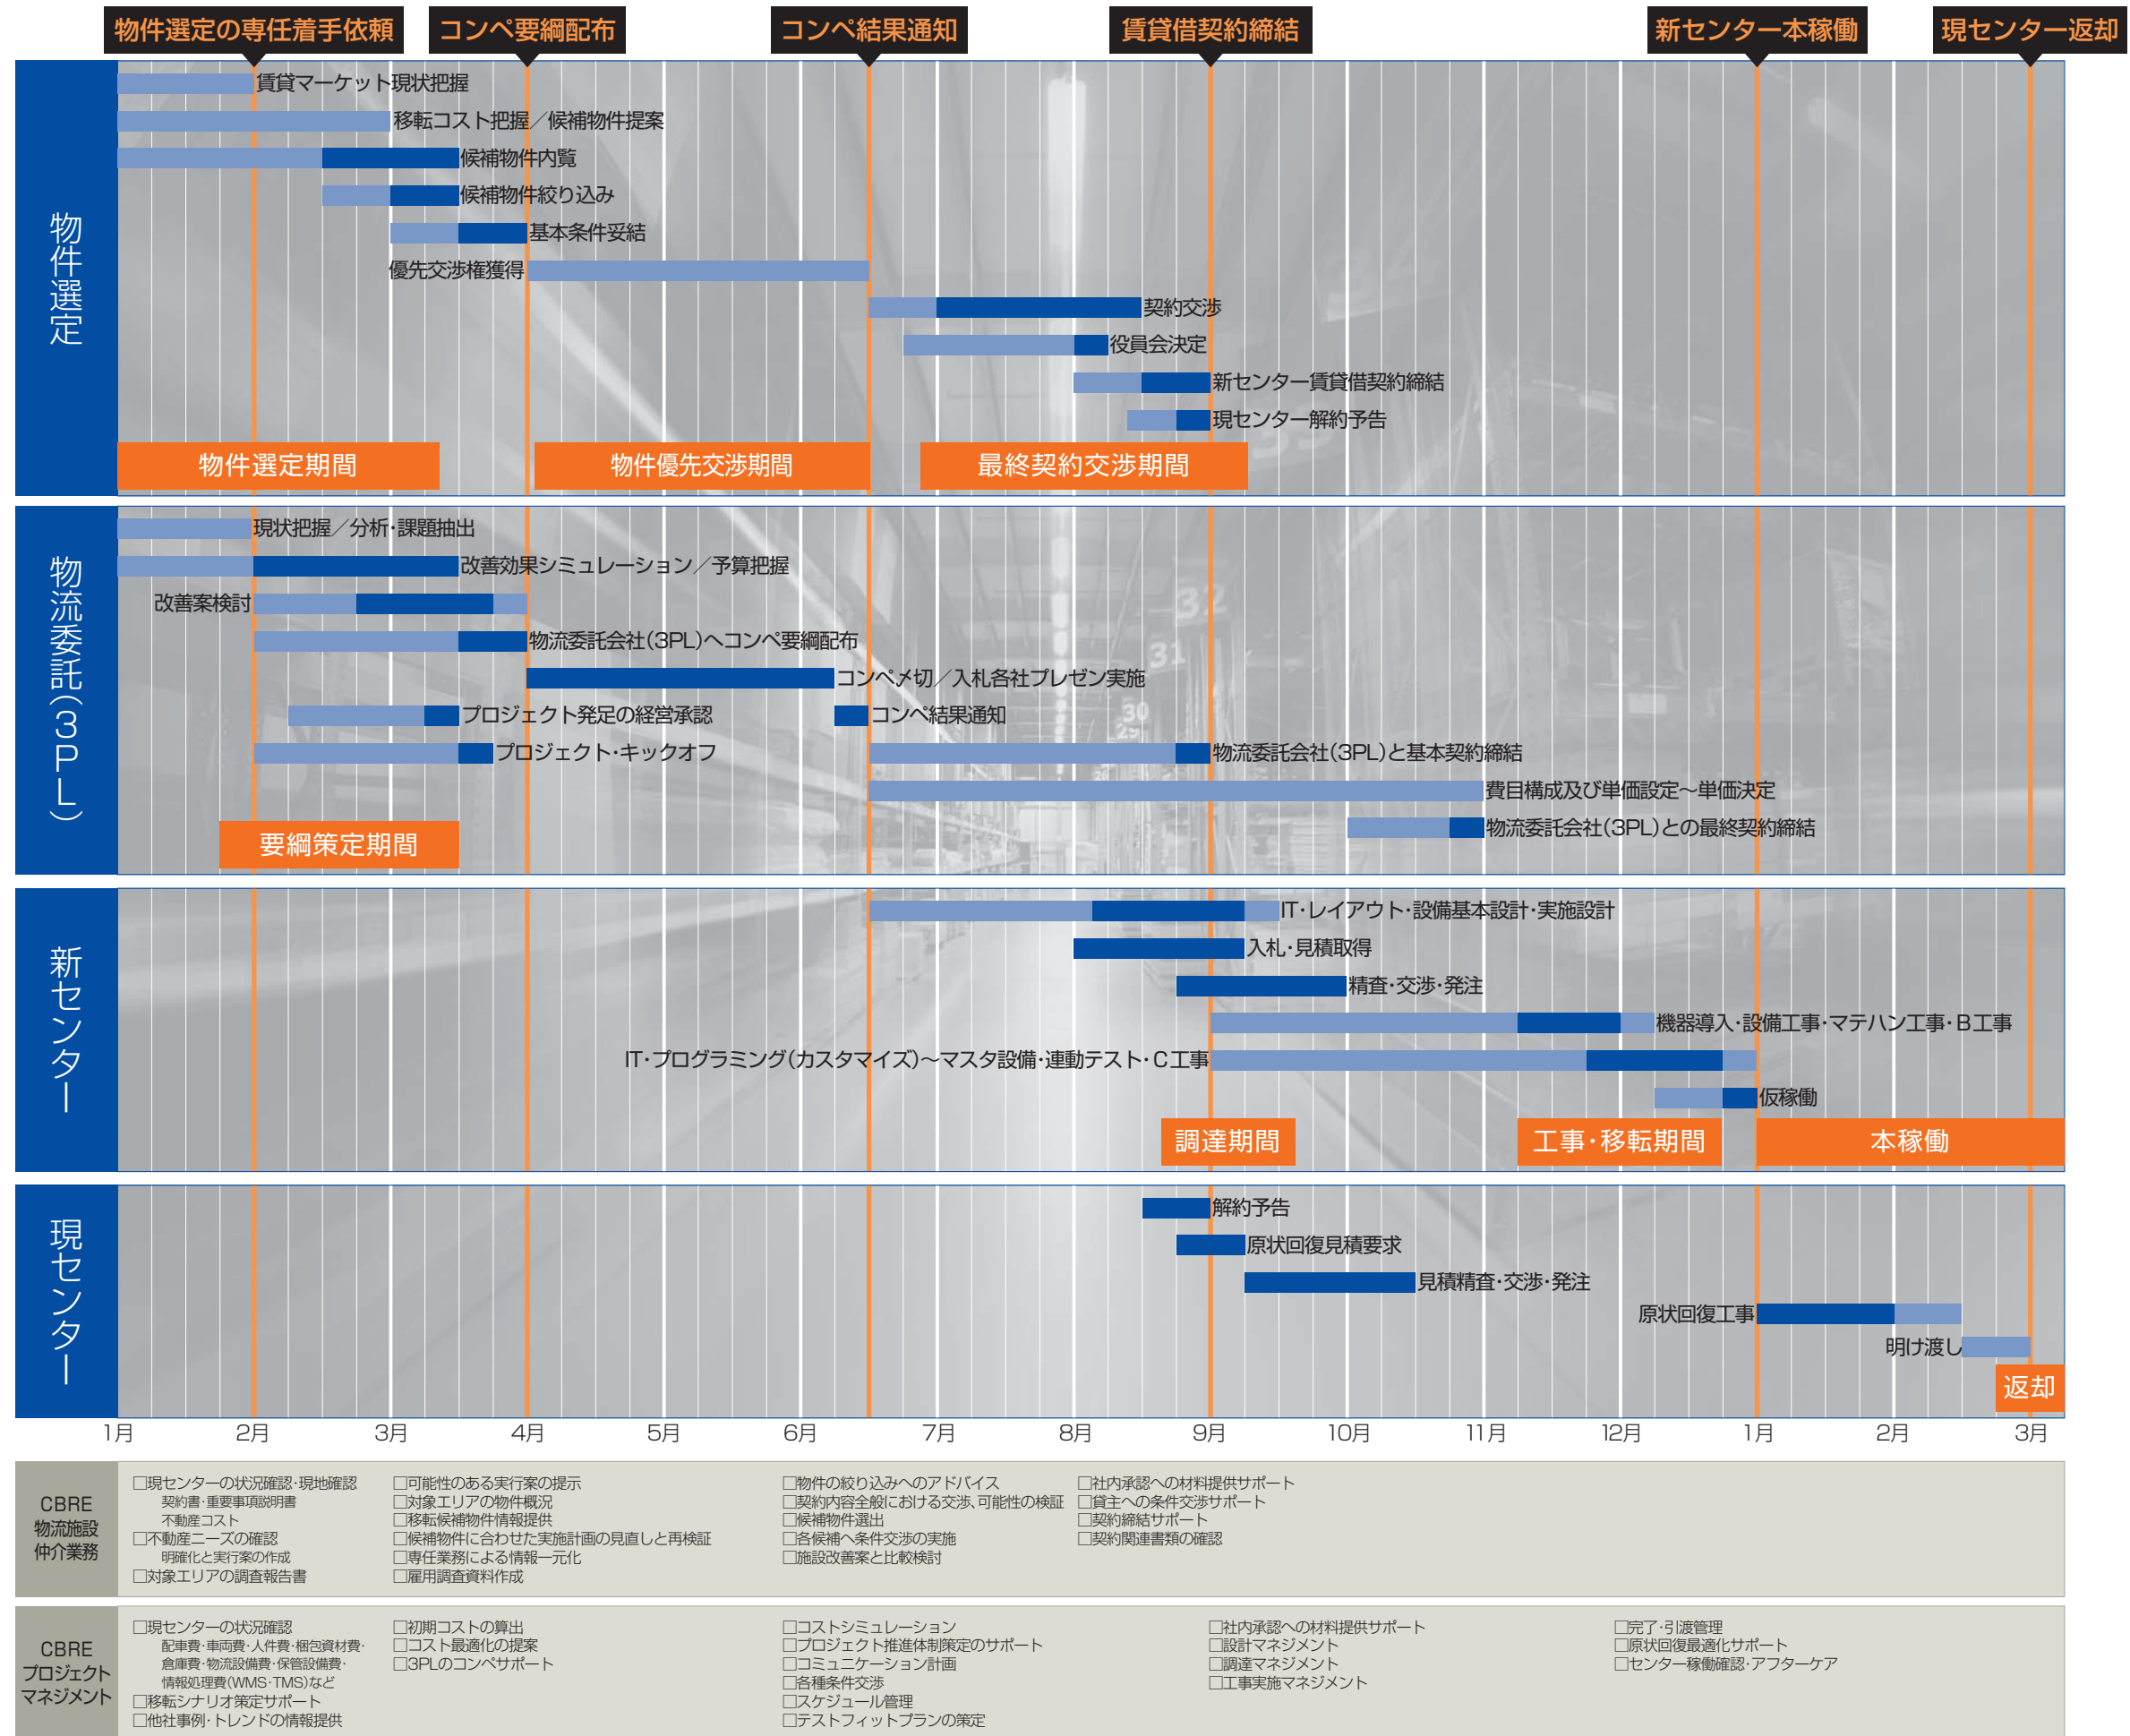 物件選定の専任着手依頼
コンペ要綱配布
コンペ結果通知
賃貸借契約締結
新センター本稼働
現センター返却
物件選定
賃貸マーケット現状把握
移転コスト把握／候補物件提案
候補物件内覧
候補物件絞り込み
基本条件妥結
優先交渉権獲得
契約交渉
役員会決定
新センター賃貸借契約締結
現センター解約予告
物件選定期間
物件優先交渉期間
最終契約交渉期間
物流委託(3PL)
現状把握／分析・課題抽出
改善効果シミュレーション／予算把握
改善案検討
物流委託会社(3PL)へコンペ要綱配布
コンペ〆切／入札各社プレゼン実施
プロジェクト発足の経営承認
コンペ結果通知
プロジェクト・キックオフ
物流委託会社(3PL)と基本契約締結
費目構成及び単価設定〜単価決定
物流委託会社(3PL)との最終契約締結
要綱策定期間
32
31
30
新センター
IT・レイアウト・設備基本設計・実施設計
入札・見積取得
精査・交渉・発注
機器導入・設備工事・マテハン工事・B工事
IT・プログラミング(カスタマイズ)〜マスタ設備・連動テスト・C工事
仮稼働
調達期間
工事・移転期間
本稼働
現センター
解約予告
原状回復見積要求
見積精査・交渉・発注
原状回復工事
明け渡し
返却
1月 2月 3月 4月 5月 6月 7月 8月 9月 10月 11月 12月 1月 2月 3月
CBRE
物流施設
仲介業務
□現センターの状況確認・現地確認
契約書・重要事項説明書
不動産コスト
□不動産ニーズの確認
明確化と実行案の作成
□対象エリアの調査報告書
□可能性のある実行案の提示
□対象エリアの物件概況
□移転候補物件情報提供
□候補物件に合わせた実施計画の見直しと再検証
□専任業務による情報一元化
□雇用調査資料作成
□物件の絞り込みへのアドバイス
□契約内容全般における交渉、可能性の検証
□候補物件選出
□各候補へ条件交渉の実施
□施設改善案と比較検討
□社内承認への材料提供サポート
□貸主への条件交渉サポート
□契約締結サポート
□契約関連書類の確認
CBRE
プロジェクト
マネジメント
□現センターの状況確認
配車費・車両費・人件費・梱包資材費・
倉庫費・物流設備費・保管設備費・
情報処理費(WMS・TMS)など
□移転シナリオ策定サポート
□他社事例・トレンドの情報提供
□初期コストの算出
□コスト最適化の提案
□3PLのコンペサポート
□コストシミュレーション
□プロジェクト推進体制策定のサポート
□コミュニケーション計画
□各種条件交渉
□スケジュール管理
□テストフィットプランの策定
□社内承認への材料提供サポート
□設計マネジメント
□調達マネジメント
□工事実施マネジメント
□完了・引渡管理
□原状回復最適化サポート
□センター稼働確認・アフターケア